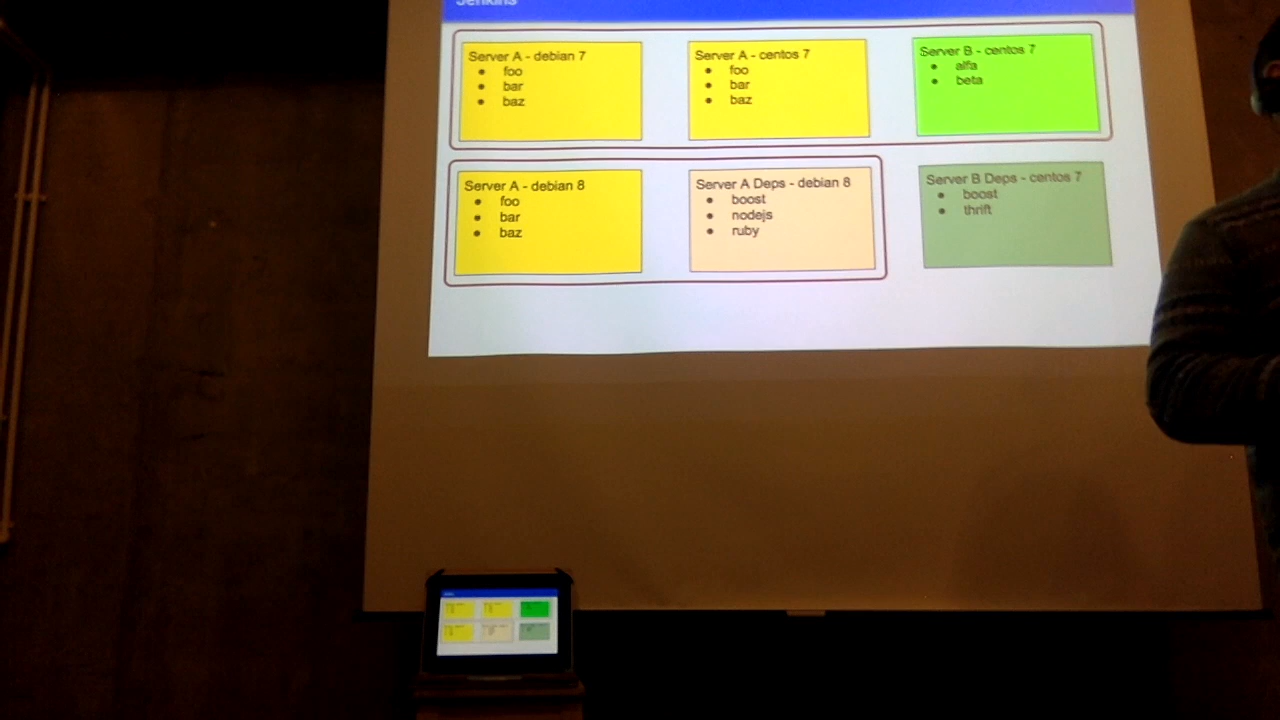 Jenkins
Server A - debian 7
● foo
● bar
● baz
Server A - centos 7
● foo
● bar
● baz
Server B - centos 7
● alfa
● beta
Server A - debian 8
● foo
● bar
● baz
Server A Deps - debian 8
● boost
● nodejs
● ruby
Server B Deps - centos 7
● boost
● thrift